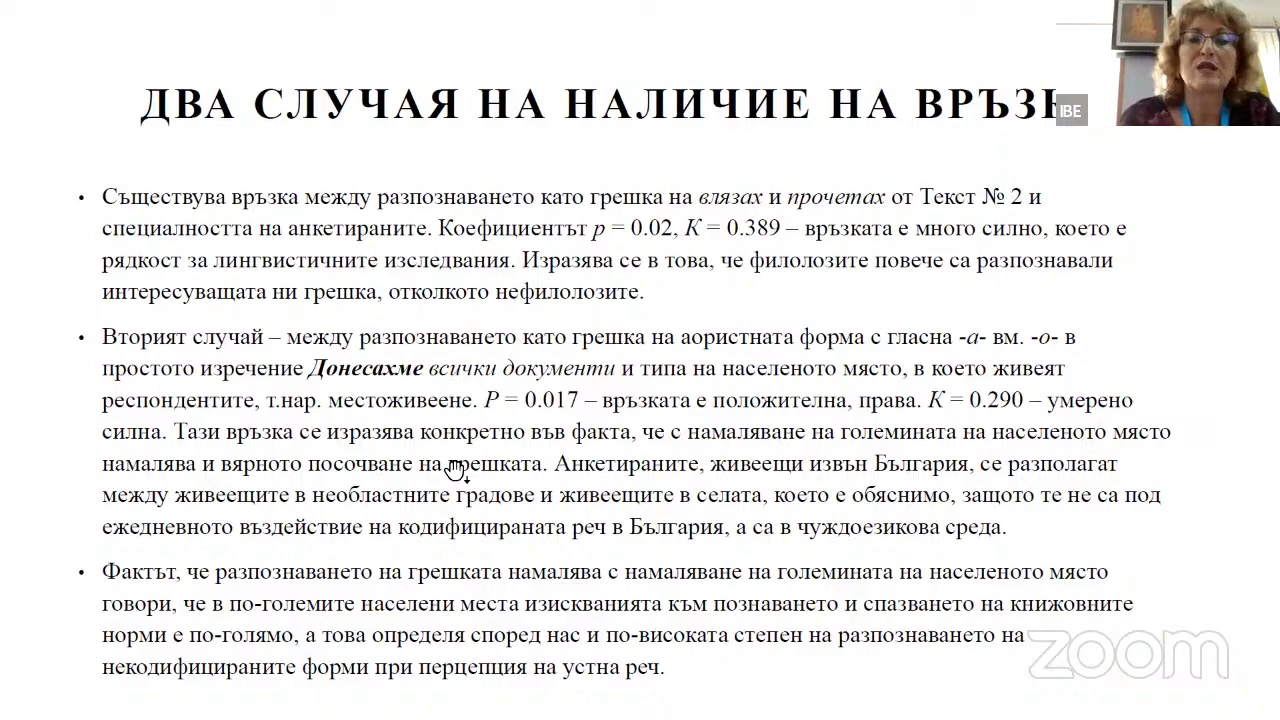 ДВА СЛУЧАЯ НА НАЛИЧИЕ НА
IBE
• Съществува връзка между разпознаването като грешка на влязах и прочетах от Текст № 2 и
специалността на анкетираните. Коефициентът p = 0.02, K = 0.389 – връзката е много силно, което е
рядкост за лингвистичните изследвания. Изразява се в това, че филолозите повече са разпознавали
интересуващата ни грешка, отколкото нефилолозите.
• Вторият случай – между разпознаването като грешка на аористната форма с гласна -а- вм. -о- в
простото изречение Донесахме всички документи и типа на населеното място, в което живеят
респондентите, т.нар. местоживеене. P = 0.017 – връзката е положителна, права. K = 0.290 – умерено
силна. Тази връзка се изразява конкретно във факта, че с намаляване на големината на населеното място
намалява и вярното посочване на грешката. Анкетираните, живеещи извън България, се разполагат
между живеещите в необластните градове и живеещите в селата, което е обяснимо, защото те не са под
ежедневното въздействие на кодифицираната реч в България, а са в чуждоезикова среда.
• Фактът, че разпознаването на грешката намалява с намаляване на големината на населеното място
говори, че в по-големите населени места изискванията към познаването и спазването на книжовните
норми е по-голямо, а това определя според нас и по-високата степен на разпознаването на
некодифицираните форми при перцепция на устна реч.
zoom